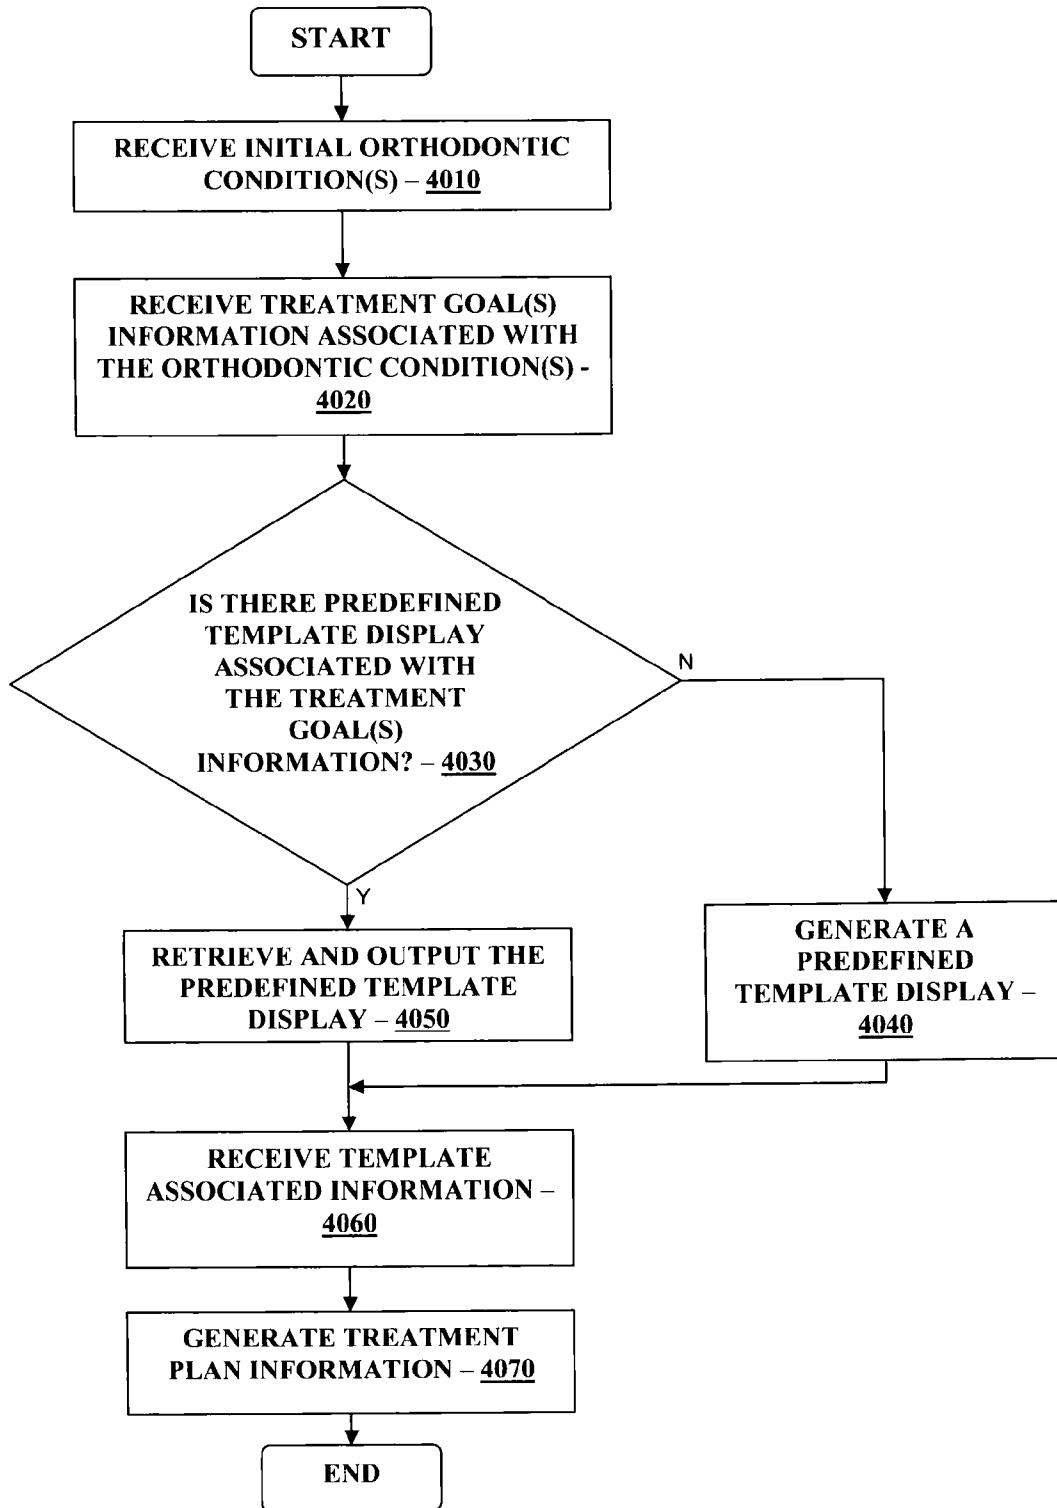 START
RECEIVE INITIAL ORTHODONTIC
CONDITION(S) – 4010
RECEIVE TREATMENT GOAL(S)
INFORMATION ASSOCIATED WITH
THE ORTHODONTIC CONDITION(S) -
4020
IS THERE PREDEFINED
TEMPLATE DISPLAY
ASSOCIATED WITH
THE TREATMENT
GOAL(S)
INFORMATION? – 4030
N
Y
RETRIEVE AND OUTPUT THE
PREDEFINED TEMPLATE
DISPLAY – 4050
GENERATE A
PREDEFINED
TEMPLATE DISPLAY –
4040
RECEIVE TEMPLATE
ASSOCIATED INFORMATION –
4060
GENERATE TREATMENT
PLAN INFORMATION – 4070
END